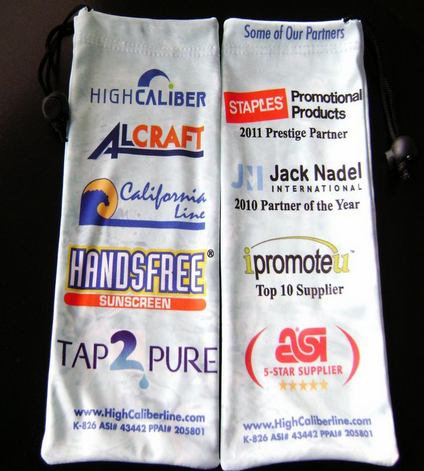 HIGHCALIBER
ALCRAFT
California
Line
HANDSFREE®
SUNSCREEN
TAP2PURE
www.HighCaliberline.com
K-826 ASI# 43442 PPAI# 205801
Some of Our Partners
STAPLES Promotional
Products
2011 Prestige Partner
JN Jack Nadel
INTERNATIONAL
2010 Partner of the Year
ipromoteu™
Top 10 Supplier
asi
5-STAR SUPPLIER
www.HighCaliberline.com
K-826 ASI# 43442 PPAI# 205801